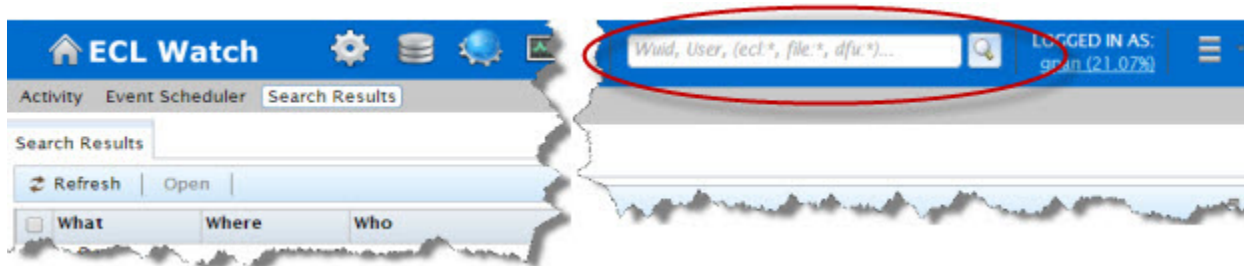 ECL Watch
Wuid, User, (ecl:*, file:*, dfu:*)...
LOGGED IN AS:
gpan (21.07%)
Activity Event Scheduler Search Results
Search Results
Refresh Open
What Where Who